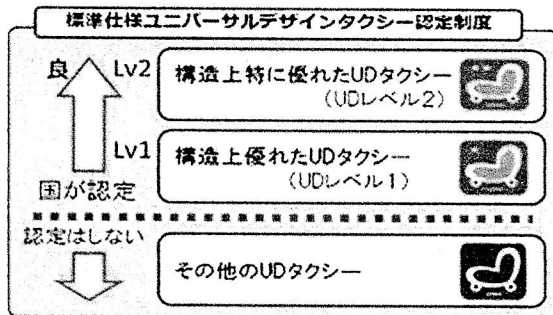 標準仕様ユニバーサルデザインタクシー認定制度
良
Lv2
構造上特に優れたUDタクシー
(UDレベル2)
Lv1
構造上優れたUDタクシー
(UDレベル1)
国が認定
認定はしない
その他のUDタクシー